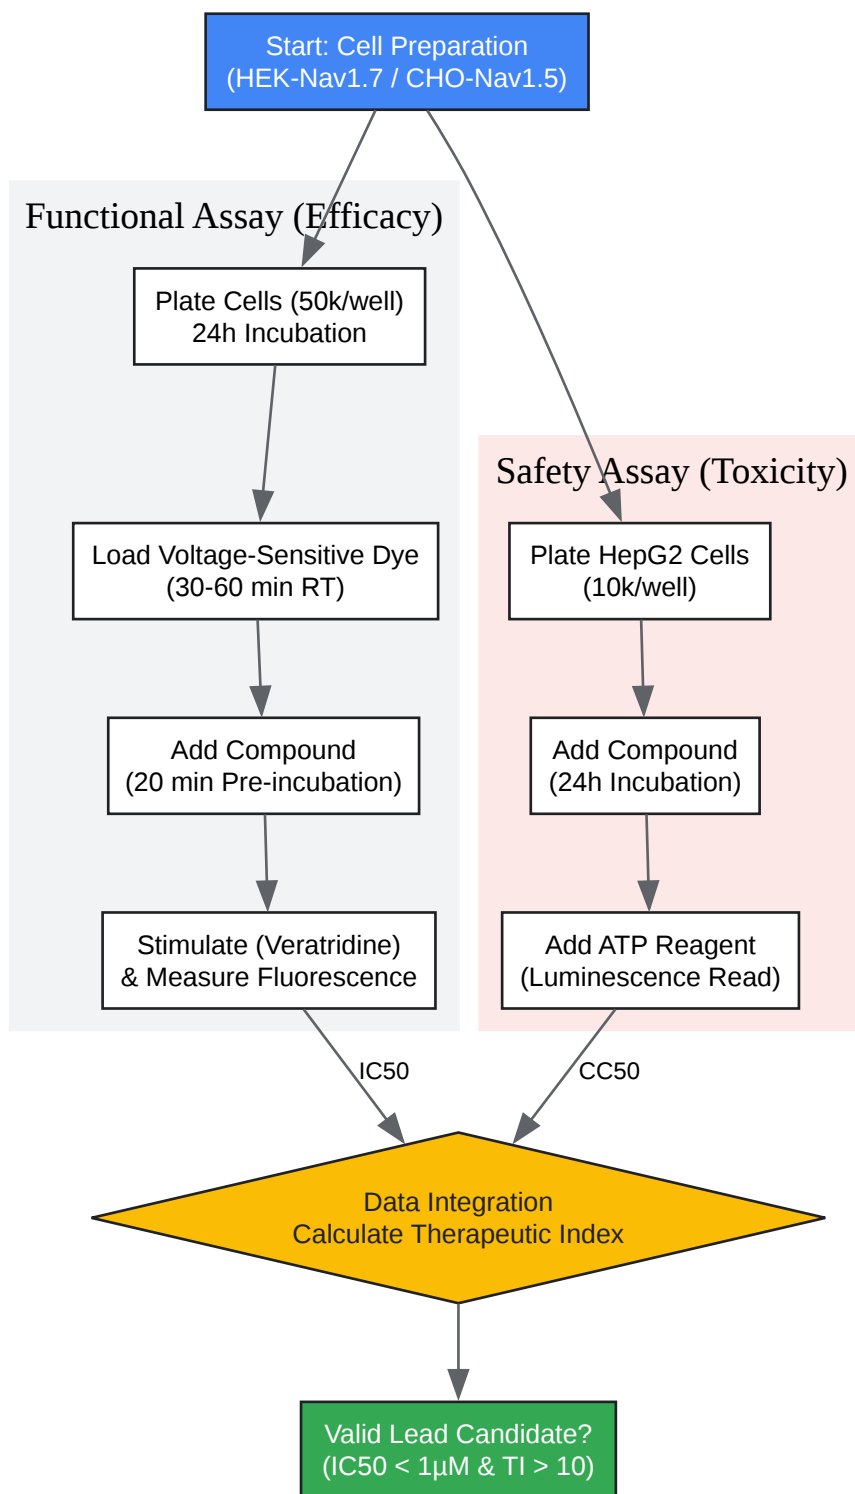 Start: Cell Preparation
(HEK-Nav1.7 / CHO-Nav1.5)
Functional Assay (Efficacy)
Plate Cells (50k/well)
24h Incubation
Load Voltage-Sensitive Dye
(30-60 min RT)
Add Compound
(20 min Pre-incubation)
Stimulate (Veratridine)
& Measure Fluorescence
Safety Assay (Toxicity)
Plate HepG2 Cells
(10k/well)
Add Compound
(24h Incubation)
Add ATP Reagent
(Luminescence Read)
IC50
CC50
Data Integration
Calculate Therapeutic Index
Valid Lead Candidate?
(IC50 < 1µM & TI > 10)